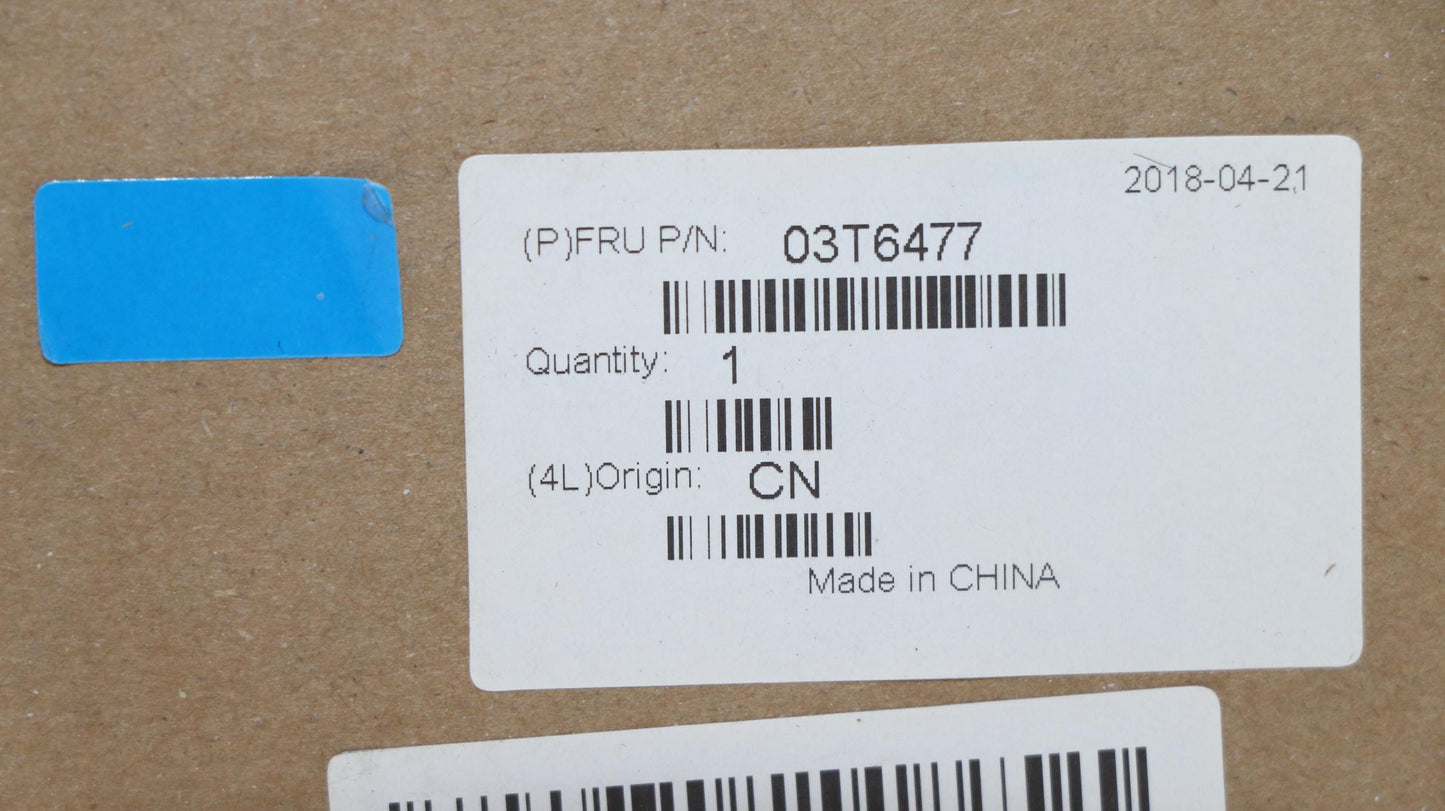 2018-04-21
(P)FRU P/N: 03T6477
Quantity: 1
(4L)Origin: CN
Made in CHINA